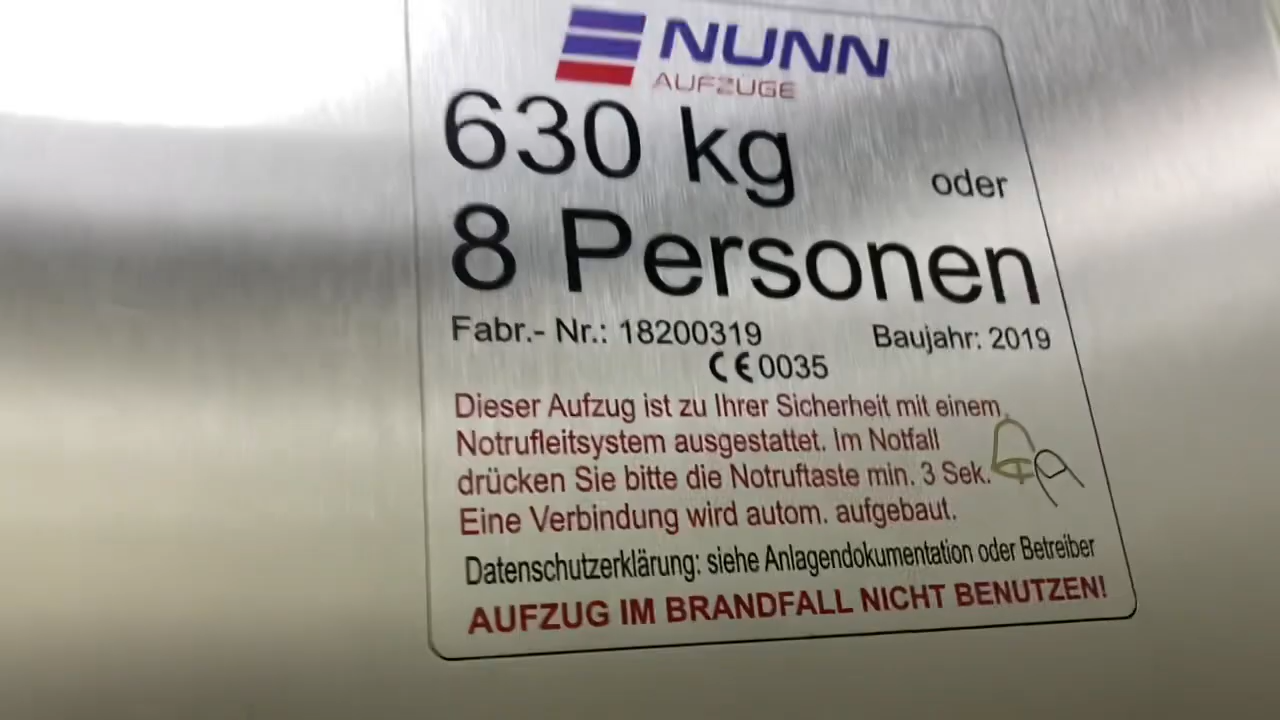 NUNN
AUFZÜGE
630 kg oder
8 Personen
Fabr.- Nr.: 18200319 Baujahr: 2019
CE 0035
Dieser Aufzug ist zu Ihrer Sicherheit mit einem
Notrufleitsystem ausgestattet. Im Notfall
drücken Sie bitte die Notruftaste min. 3 Sek.
Eine Verbindung wird autom. aufgebaut.
Datenschutzerklärung: siehe Anlagendokumentation oder Betreiber
AUFZUG IM BRANDFALL NICHT BENUTZEN!